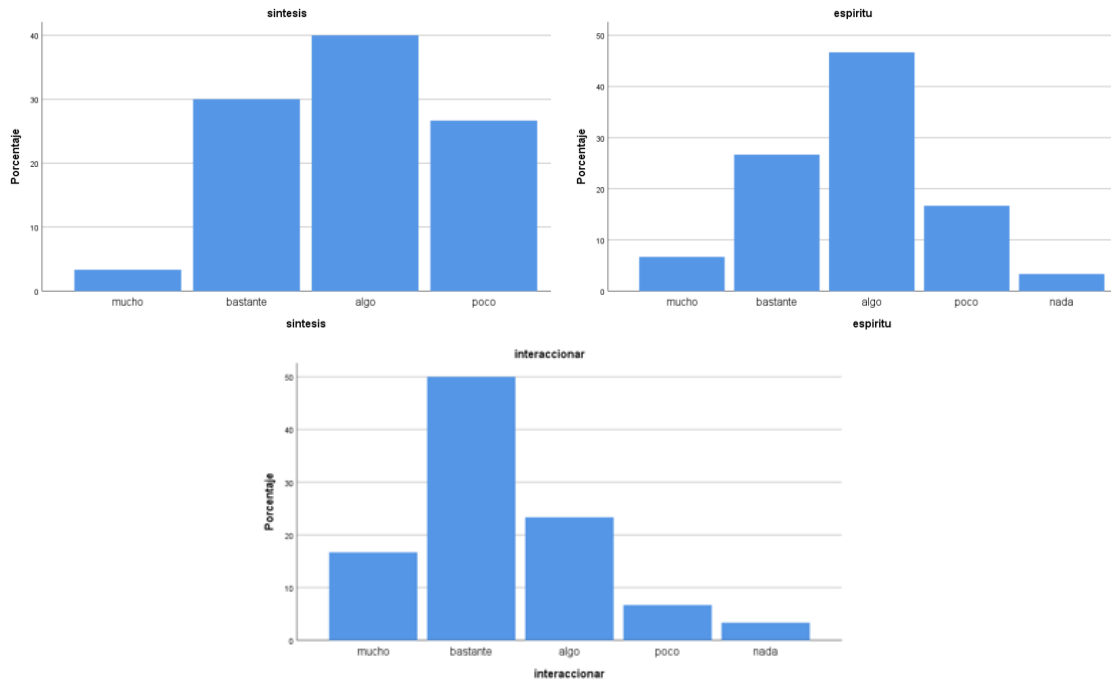 sintesis
Porcentaje
40
30
20
10
0
mucho bastante algo poco
sintesis
espiritu
Porcentaje
50
40
30
20
10
0
mucho bastante algo poco nada
espiritu
interaccionar
Porcentaje
50
40
30
20
10
0
mucho bastante algo poco nada
interaccionar